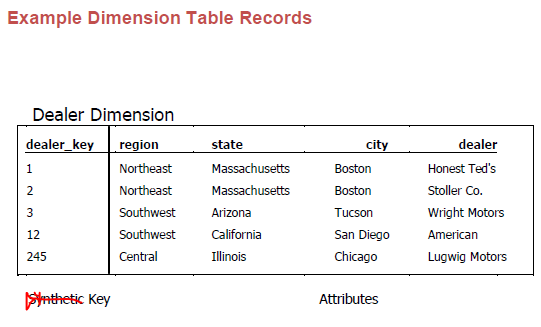 Example Dimension Table Records
Dealer Dimension
dealer_key region state city dealer
1 Northeast Massachusetts Boston Honest Ted's
2 Northeast Massachusetts Boston Stoller Co.
3 Southwest Arizona Tucson Wright Motors
12 Southwest California San Diego American
245 Central Illinois Chicago Lugwig Motors
Synthetic Key Attributes